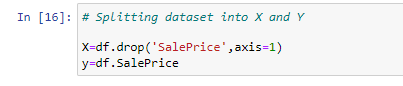 In [16]: # Splitting dataset into X and Y
X=df.drop('SalePrice',axis=1)
y=df.SalePrice